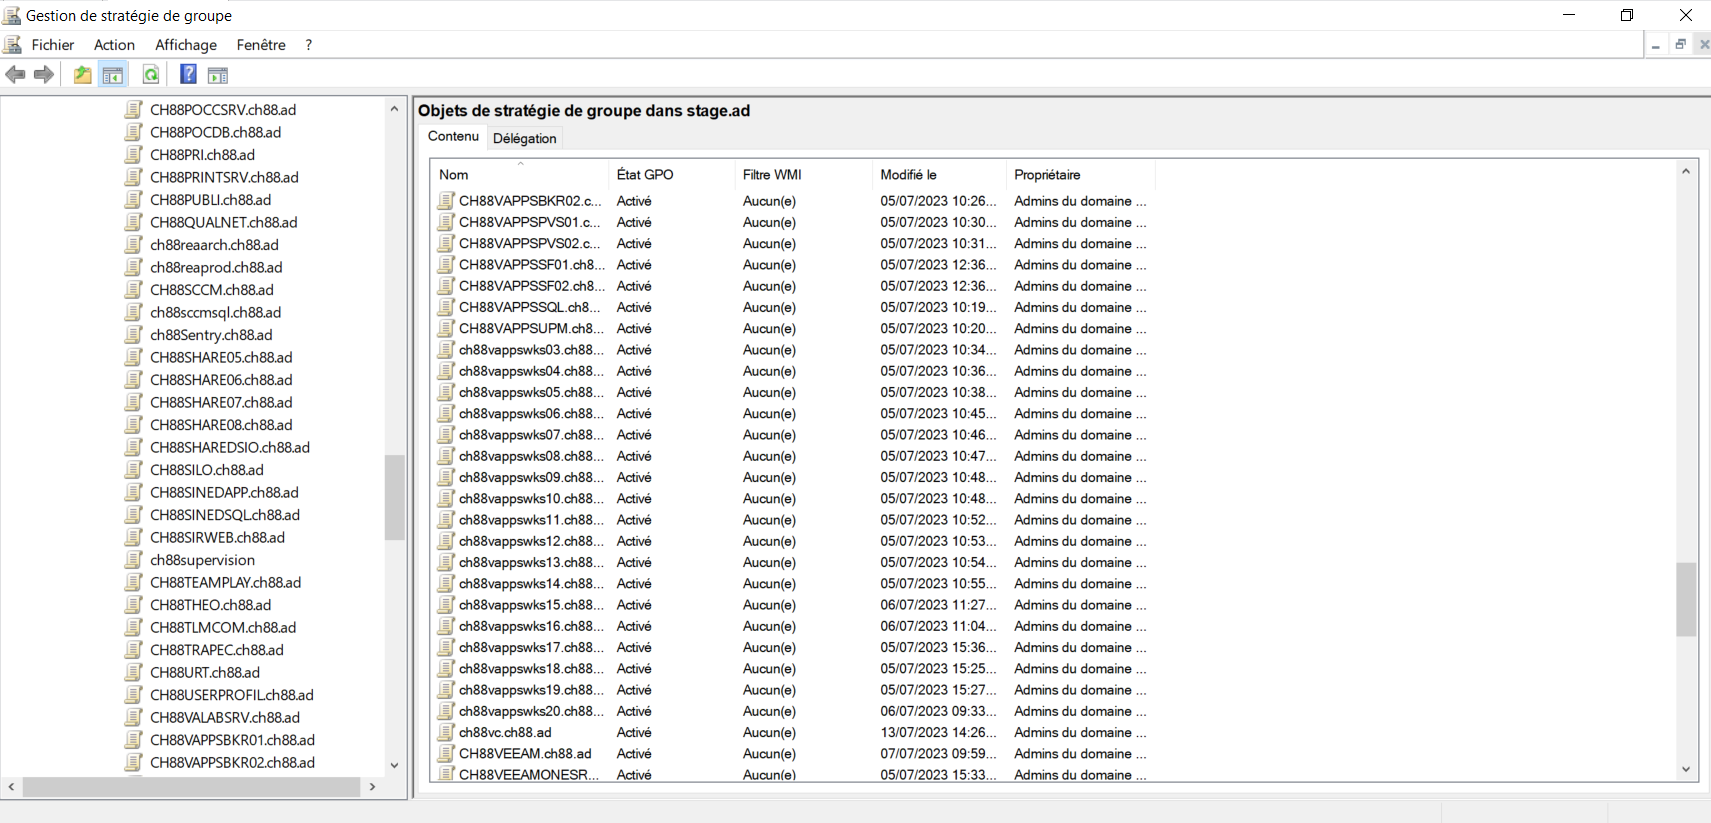 Gestion de stratégie de groupe
Fichier Action Affichage Fenêtre ?
CH88POCCSRV.ch88.ad
CH88POCDB.ch88.ad
CH88PRI.ch88.ad
CH88PRINTSRV.ch88.ad
CH88PUBLI.ch88.ad
CH88QUALNET.ch88.ad
ch88reaarch.ch88.ad
ch88reaprod.ch88.ad
CH88SCCM.ch88.ad
ch88sccmsql.ch88.ad
ch88Sentry.ch88.ad
CH88SHARE05.ch88.ad
CH88SHARE06.ch88.ad
CH88SHARE07.ch88.ad
CH88SHARE08.ch88.ad
CH88SHAREDSIO.ch88.ad
CH88SILO.ch88.ad
CH88SINEDAPP.ch88.ad
CH88SINEDSQL.ch88.ad
CH88SIRWEB.ch88.ad
ch88supervision
CH88TEAMPLAY.ch88.ad
CH88THEO.ch88.ad
CH88TLMCOM.ch88.ad
CH88TRAPEC.ch88.ad
CH88URT.ch88.ad
CH88USERPROFIL.ch88.ad
CH88VALABSRV.ch88.ad
CH88VAPPSBKR01.ch88.ad
CH88VAPPSBKR02.ch88.ad
Objets de stratégie de groupe dans stage.ad
Contenu Délégation
Nom État GPO Filtre WMI Modifié le Propriétaire
CH88VAPPSBKR02.c... Activé Aucun(e) 05/07/2023 10:26... Admins du domaine ...
CH88VAPPSPVS01.c... Activé Aucun(e) 05/07/2023 10:30... Admins du domaine ...
CH88VAPPSPVS02.c... Activé Aucun(e) 05/07/2023 10:31... Admins du domaine ...
CH88VAPPSSF01.ch8... Activé Aucun(e) 05/07/2023 12:36... Admins du domaine ...
CH88VAPPSSF02.ch8... Activé Aucun(e) 05/07/2023 12:36... Admins du domaine ...
CH88VAPPSSQL.ch8... Activé Aucun(e) 05/07/2023 10:19... Admins du domaine ...
CH88VAPPSUPM.ch8... Activé Aucun(e) 05/07/2023 10:20... Admins du domaine ...
ch88vappswks03.ch88... Activé Aucun(e) 05/07/2023 10:34... Admins du domaine ...
ch88vappswks04.ch88... Activé Aucun(e) 05/07/2023 10:36... Admins du domaine ...
ch88vappswks05.ch88... Activé Aucun(e) 05/07/2023 10:38... Admins du domaine ...
ch88vappswks06.ch88... Activé Aucun(e) 05/07/2023 10:45... Admins du domaine ...
ch88vappswks07.ch88... Activé Aucun(e) 05/07/2023 10:46... Admins du domaine ...
ch88vappswks08.ch88... Activé Aucun(e) 05/07/2023 10:47... Admins du domaine ...
ch88vappswks09.ch88... Activé Aucun(e) 05/07/2023 10:48... Admins du domaine ...
ch88vappswks10.ch88... Activé Aucun(e) 05/07/2023 10:48... Admins du domaine ...
ch88vappswks11.ch88... Activé Aucun(e) 05/07/2023 10:52... Admins du domaine ...
ch88vappswks12.ch88... Activé Aucun(e) 05/07/2023 10:53... Admins du domaine ...
ch88vappswks13.ch88... Activé Aucun(e) 05/07/2023 10:54... Admins du domaine ...
ch88vappswks14.ch88... Activé Aucun(e) 05/07/2023 10:55... Admins du domaine ...
ch88vappswks15.ch88... Activé Aucun(e) 06/07/2023 11:27... Admins du domaine ...
ch88vappswks16.ch88... Activé Aucun(e) 06/07/2023 11:04... Admins du domaine ...
ch88vappswks17.ch88... Activé Aucun(e) 05/07/2023 15:36... Admins du domaine ...
ch88vappswks18.ch88... Activé Aucun(e) 05/07/2023 15:25... Admins du domaine ...
ch88vappswks19.ch88... Activé Aucun(e) 05/07/2023 15:27... Admins du domaine ...
ch88vappswks20.ch88... Activé Aucun(e) 06/07/2023 09:33... Admins du domaine ...
ch88vc.ch88.ad Activé Aucun(e) 13/07/2023 14:26... Admins du domaine ...
CH88VEEAM.ch88.ad Activé Aucun(e) 07/07/2023 09:59... Admins du domaine ...
CH88VEEAMONESR... Activé Aucun(e) 05/07/2023 15:33... Admins du domaine ...